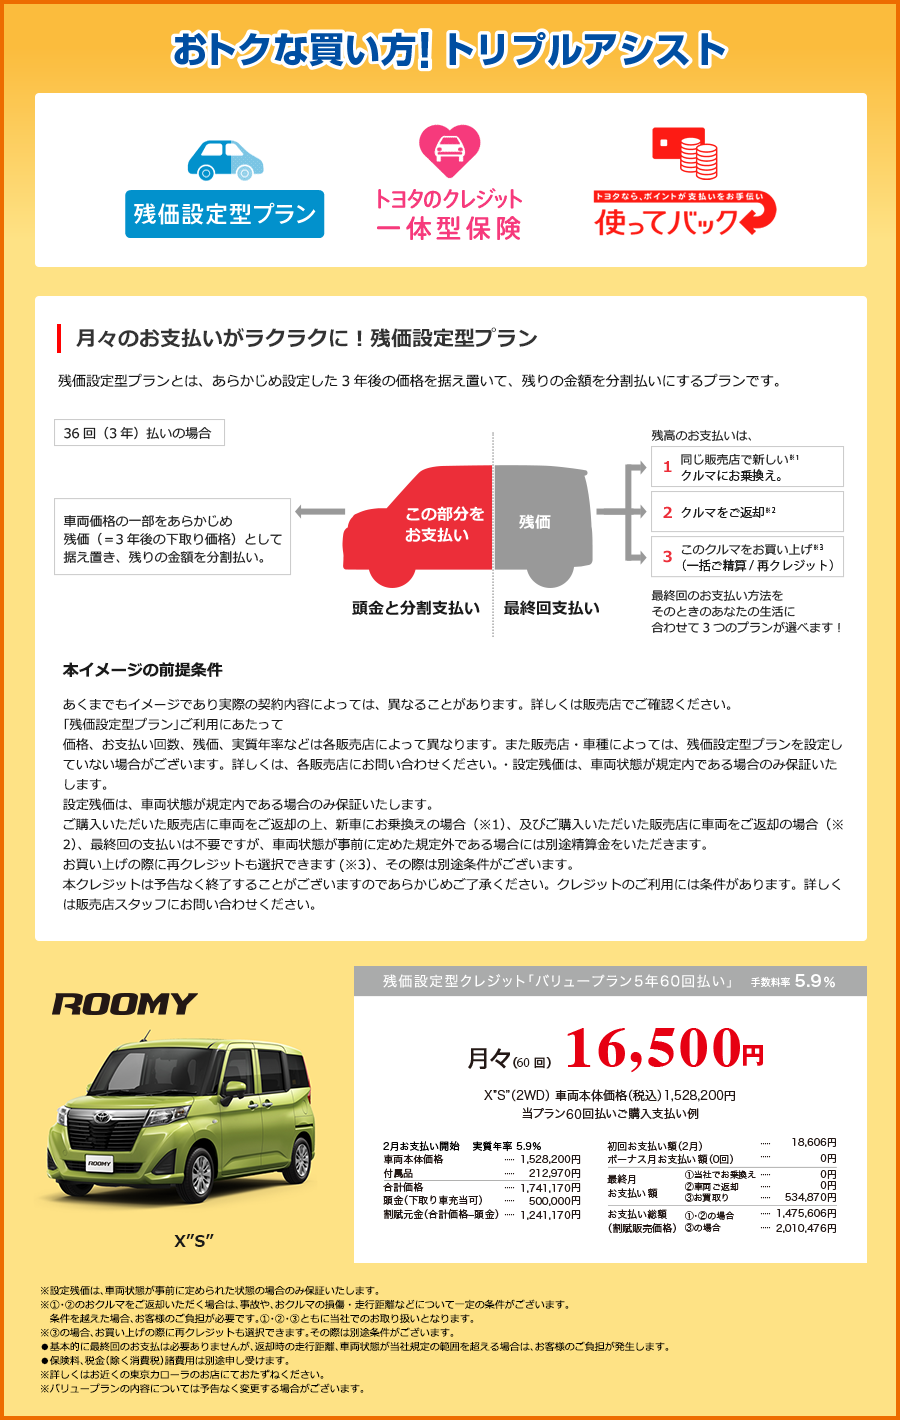 おトクな買い方！トリプルアシスト
残価設定型プラン
トヨタのクレジット
一体型保険
トヨタなら、ポイントが支払いをお手伝い
使ってバック
月々のお支払いがラクラクに！残価設定型プラン
残価設定型プランとは、あらかじめ設定した３年後の価格を据え置いて、残りの金額を分割払いにするプランです。
36回（3年）払いの場合
車両価格の一部をあらかじめ
残価（＝3年後の下取り価格）として
据え置き、残りの金額を分割払い。
この部分を
お支払い
残価
頭金と分割支払い
最終回支払い
残高のお支払いは、
1 同じ販売店で新しい※1
クルマにお乗換え。
2 クルマをご返却※2
3 このクルマをお買い上げ※3
（一括ご精算/再クレジット）
最終回のお支払い方法を
そのときのあなたの生活に
合わせて３つのプランが選べます！
本イメージの前提条件
あくまでもイメージであり実際の契約内容によっては、異なることがあります。詳しくは販売店でご確認ください。
「残価設定型プラン」ご利用にあたって
価格、お支払い回数、残価、実質年率などは各販売店によって異なります。また販売店・車種によっては、残価設定型プランを設定し
ていない場合がございます。詳しくは、各販売店にお問い合わせください。・設定残価は、車両状態が規定内である場合のみ保証いた
します。
設定残価は、車両状態が規定内である場合のみ保証いたします。
ご購入いただいた販売店に車両をご返却の上、新車にお乗換えの場合（※1）、及びご購入いただいた販売店に車両をご返却の場合（※
2）、最終回の支払いは不要ですが、車両状態が事前に定めた規定外である場合には別途精算金をいただきます。
お買い上げの際に再クレジットも選択できます(※3）、その際は別途条件がございます。
本クレジットは予告なく終了することがございますのであらかじめご了承ください。クレジットのご利用には条件があります。詳しく
は販売店スタッフにお問い合わせください。
ROOMY
ROOMY
X"S"
残価設定型クレジット「バリュープラン5年60回払い」 手数料率 5.9％
月々（60回） 16,500円
X"S"（2WD） 車両本体価格（税込）1,528,200円
当プラン60回払いご購入支払い例
2月お支払い開始 実質年率 5.9％
車両本体価格 ····· 1,528,200円
付属品 ····· 212,970円
合計価格 ····· 1,741,170円
頭金（下取り車充当可） ····· 500,000円
割賦元金（合計価格−頭金） ····· 1,241,170円
初回お支払い額（2月） ····· 18,606円
ボーナス月お支払い額（0回） ····· 0円
最終月
お支払い額
①当社でお乗換え ····· 0円
②車両ご返却 ····· 0円
③お買取り ····· 534,870円
お支払い総額 ①・②の場合 ····· 1,475,606円
（割賦販売価格） ③の場合 ····· 2,010,476円
※設定残価は、車両状態が事前に定められた状態の場合のみ保証いたします。
※①・②のおクルマをご返却いただく場合は、事故や、おクルマの損傷・走行距離などについて一定の条件がございます。
条件を越えた場合、お客様のご負担が必要です。①・②・③ともに当社でのお取り扱いとなります。
※③の場合、お買い上げの際に再クレジットも選択できます。その際は別途条件がございます。
●基本的に最終回のお支払は必要ありませんが、返却時の走行距離、車両状態が当社規定の範囲を超える場合は、お客様のご負担が発生します。
●保険料、税金（除く消費税）諸費用は別途申し受けます。
※詳しくはお近くの東京カローラのお店にておたずねください。
※バリュープランの内容については予告なく変更する場合がございます。